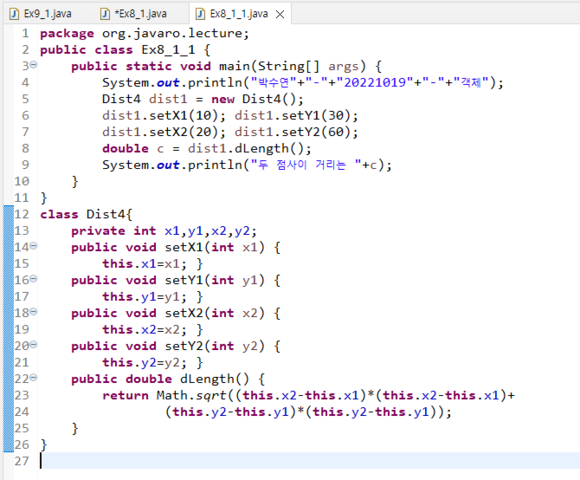 Ex9_1.java *Ex8_1.java Ex8_1_1.java
1 package org.javaro.lecture;
2 public class Ex8_1_1 {
3 public static void main(String[] args) {
4 System.out.println("박수연"+"-"+"20221019"+"-"+"객체");
5 Dist4 dist1 = new Dist4();
6 dist1.setX1(10); dist1.setY1(30);
7 dist1.setX2(20); dist1.setY2(60);
8 double c = dist1.dLength();
9 System.out.println("두 점사이 거리는 "+c);
10 }
11 }
12 class Dist4{
13 private int x1,y1,x2,y2;
14 public void setX1(int x1) {
15 this.x1=x1; }
16 public void setY1(int y1) {
17 this.y1=y1; }
18 public void setX2(int x2) {
19 this.x2=x2; }
20 public void setY2(int y2) {
21 this.y2=y2; }
22 public double dLength() {
23 return Math.sqrt((this.x2-this.x1)*(this.x2-this.x1)+
24 (this.y2-this.y1)*(this.y2-this.y1));
25 }
26 }
27